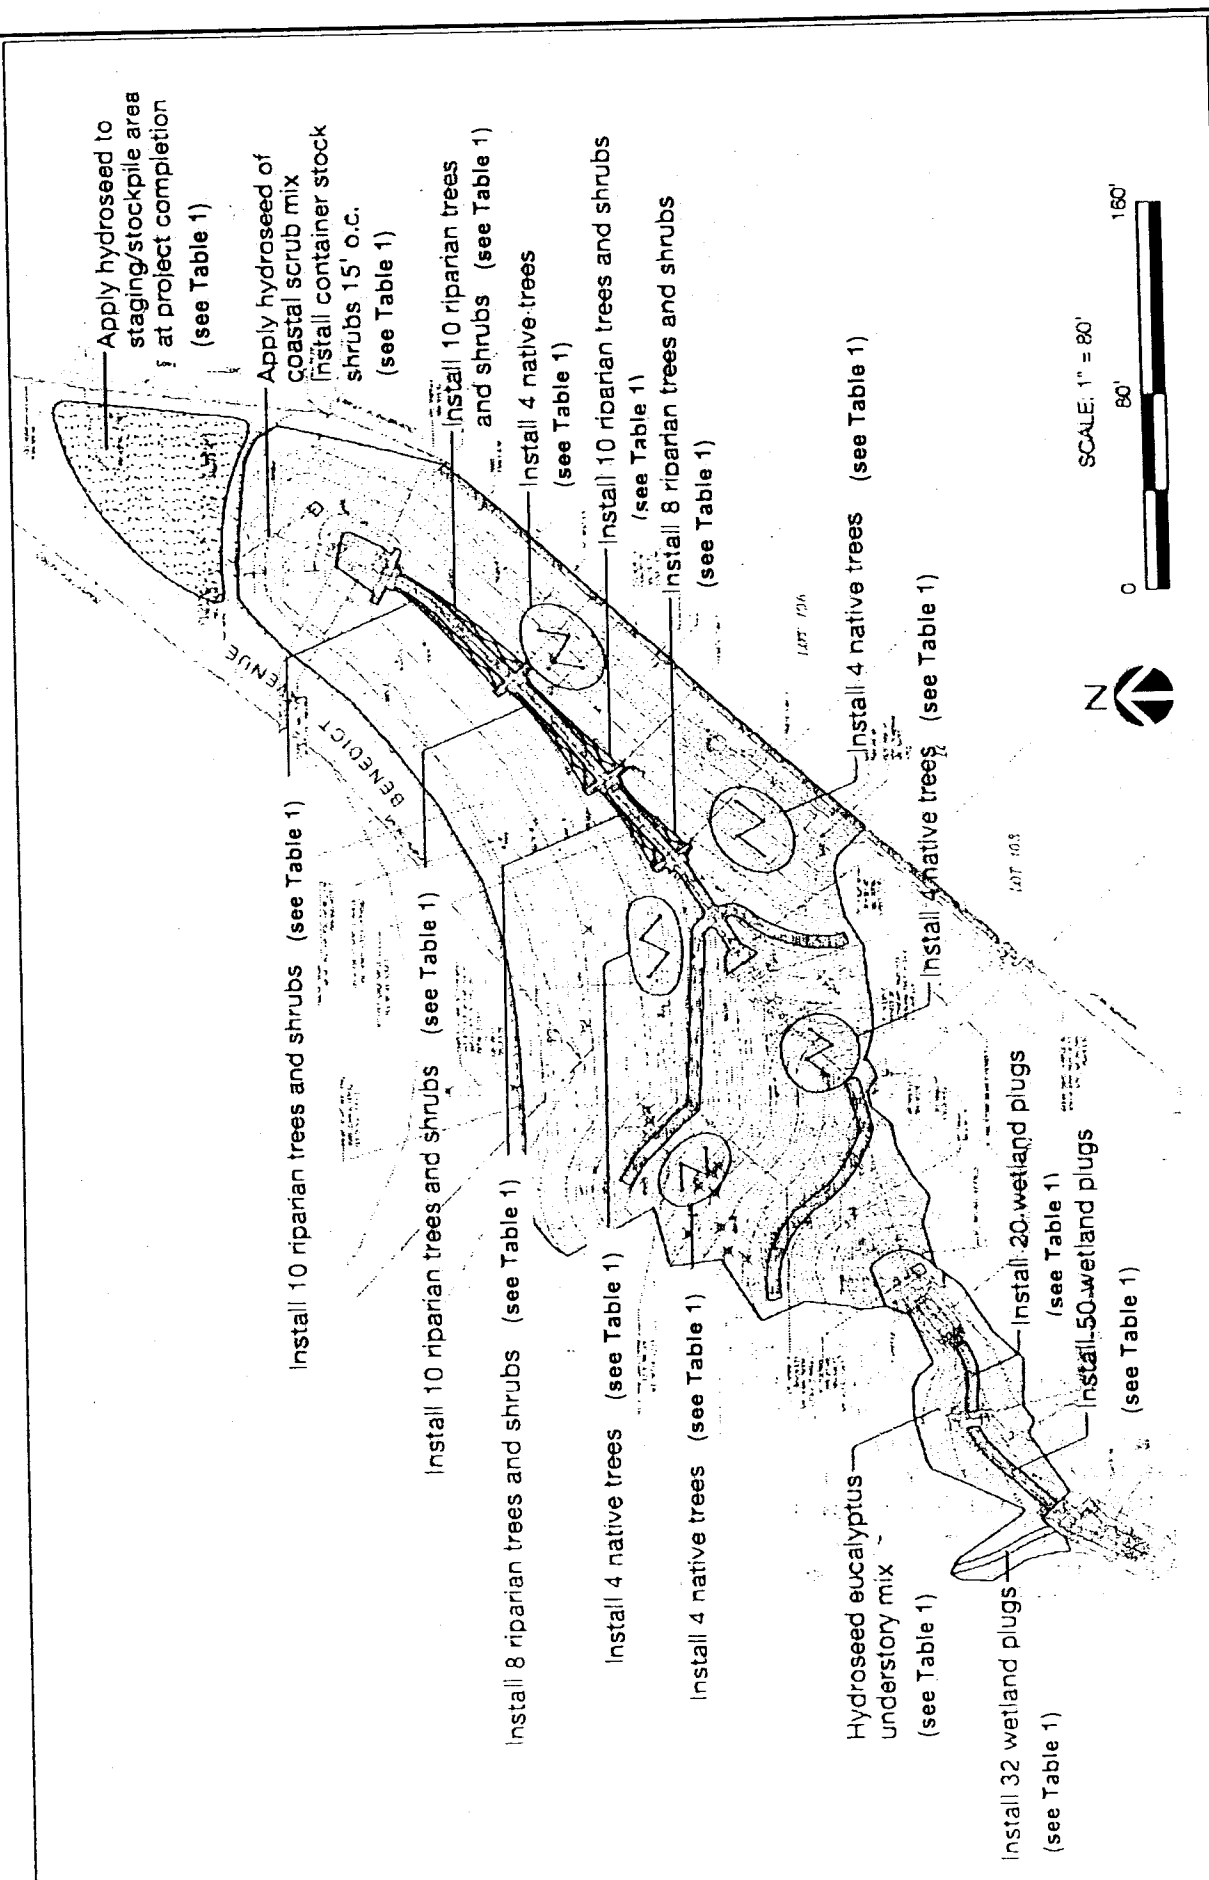 Apply hydroseed to
staging/stockpile area
at project completion
(see Table 1)
Apply hydroseed of
coastal scrub mix
Install container stock
shrubs 15' o.c.
(see Table 1)
Install 10 riparian trees
and shrubs (see Table 1)
Install 4 native trees
(see Table 1)
Install 10 riparian trees and shrubs
(see Table 1)
Install 8 riparian trees and shrubs
(see Table 1)
Install 4 native trees (see Table 1)
Install 4 native trees (see Table 1)
Install 20 wetland plugs
(see Table 1)
Install 50 wetland plugs
(see Table 1)
Install 10 riparian trees and shrubs (see Table 1)
Install 10 riparian trees and shrubs (see Table 1)
Install 8 riparian trees and shrubs (see Table 1)
Install 4 native trees (see Table 1)
Install 4 native trees (see Table 1)
Hydroseed eucalyptus
understory mix
(see Table 1)
Install 32 wetland plugs
(see Table 1)
BENEDICT AVENUE
LOT 10.8
N
0 80' 160'
SCALE: 1" = 80'